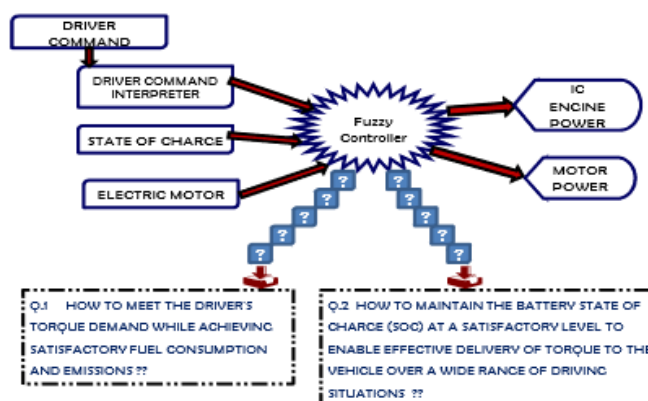 DRIVER
COMMAND
DRIVER COMMAND
INTERPRETER
STATE OF CHARGE
ELECTRIC MOTOR
Fuzzy
Controller
IC
ENGINE
POWER
MOTOR
POWER
?
?
?
?
?
?
?
?
?
?
Q.1 HOW TO MEET THE DRIVER'S
TORQUE DEMAND WHILE ACHIEVING
SATISFACTORY FUEL CONSUMPTION
AND EMISSIONS ??
Q.2 HOW TO MAINTAIN THE BATTERY STATE OF
CHARGE (SOC) AT A SATISFACTORY LEVEL TO
ENABLE EFFECTIVE DELIVERY OF TORQUE TO THE
VEHICLE OVER A WIDE RANGE OF DRIVING
SITUATIONS ??